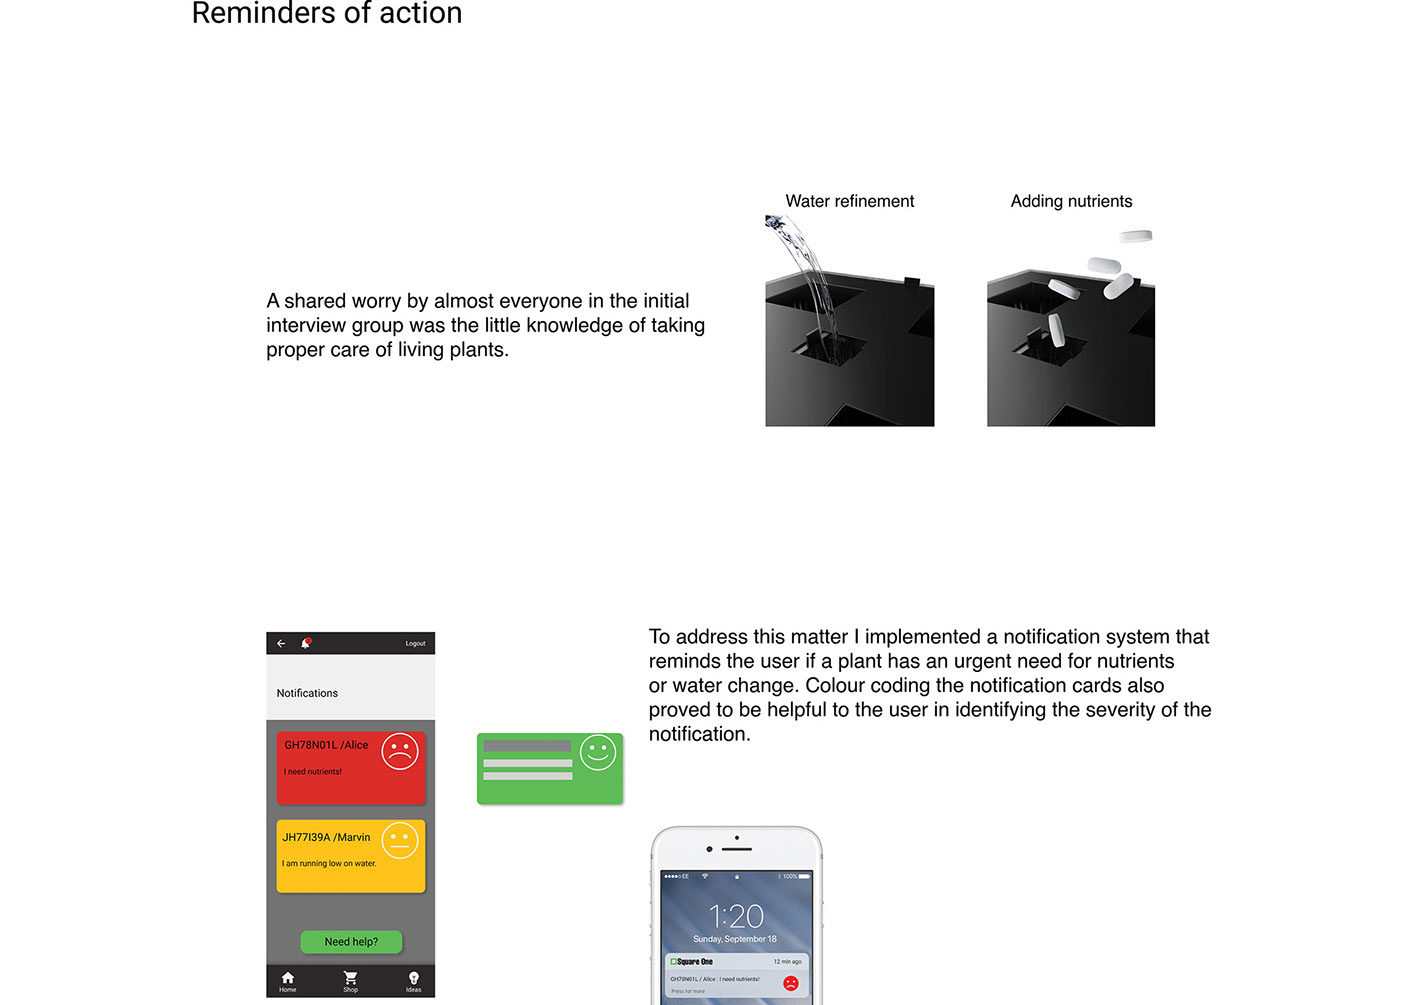 Reminders of action
Water refinement
Adding nutrients
A shared worry by almost everyone in the initial
interview group was the little knowledge of taking
proper care of living plants.
To address this matter I implemented a notification system that
reminds the user if a plant has an urgent need for nutrients
or water change. Colour coding the notification cards also
proved to be helpful to the user in identifying the severity of the
notification.
Logout
Notifications
GH78N01L /Alice
I need nutrients!
JH77I39A /Marvin
I am running low on water.
Need help?
Home
Shop
Ideas
EE
100%
1:20
Sunday, September 18
Square One
12 min ago
GH78N01L / Alice : I need nutrients!
Press for more